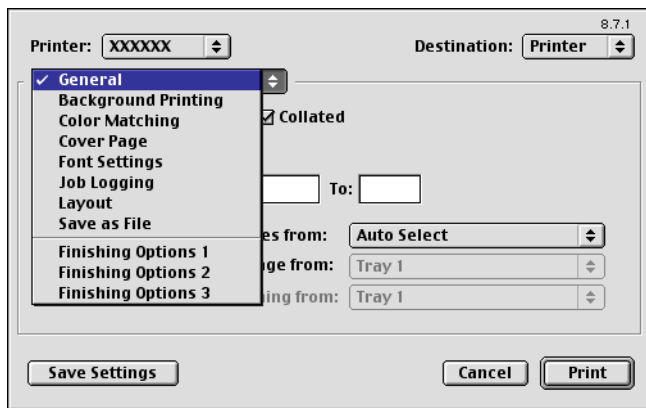 8.7.1
Printer: XXXXXX Destination: Printer
✓ General
Background Printing
Color Matching
Cover Page
Font Settings
Job Logging
Layout
Save as File
Finishing Options 1
Finishing Options 2
Finishing Options 3
Collated
To:
es from: Auto Select
ge from: Tray 1
ing from: Tray 1
Save Settings Cancel Print